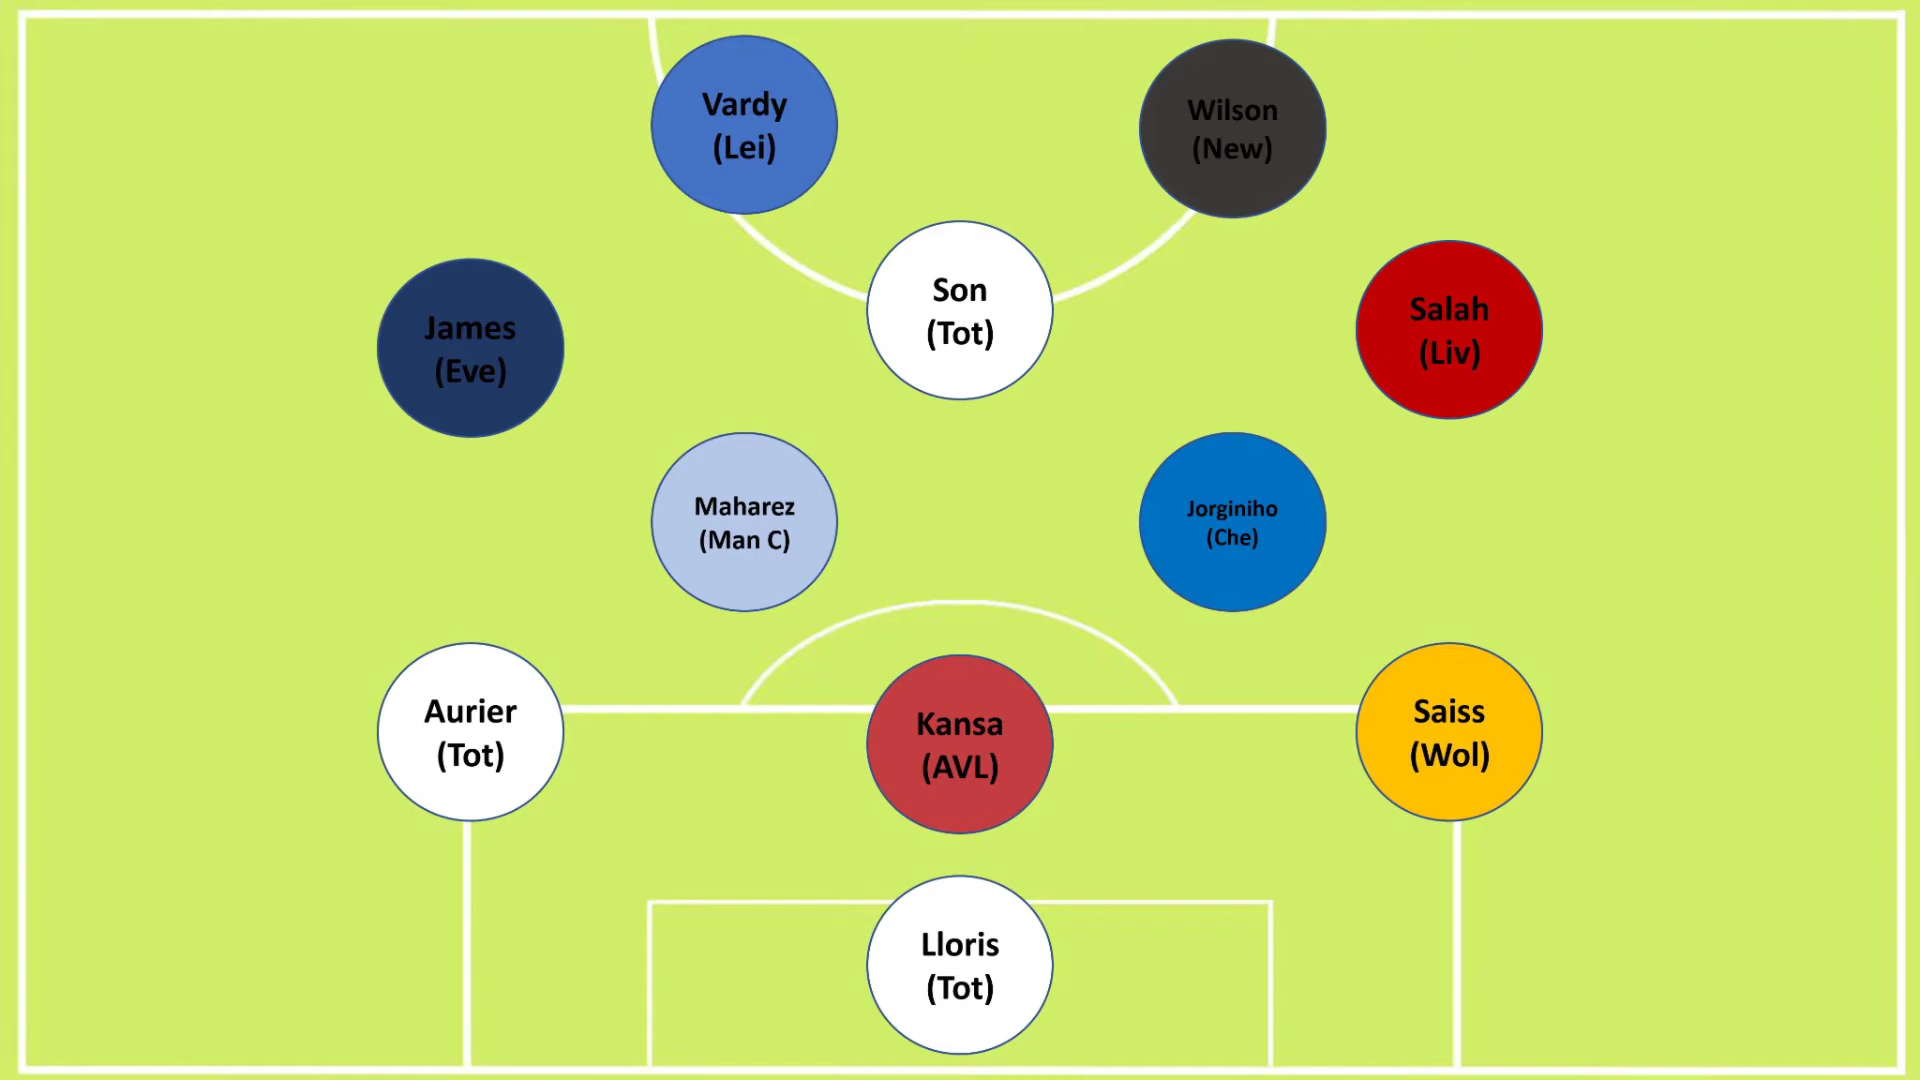 Vardy
(Lei)
Wilson
(New)
Son
(Tot)
James
(Eve)
Salah
(Liv)
Maharez
(Man C)
Jorginiho
(Che)
Aurier
(Tot)
Kansa
(AVL)
Saiss
(Wol)
Lloris
(Tot)